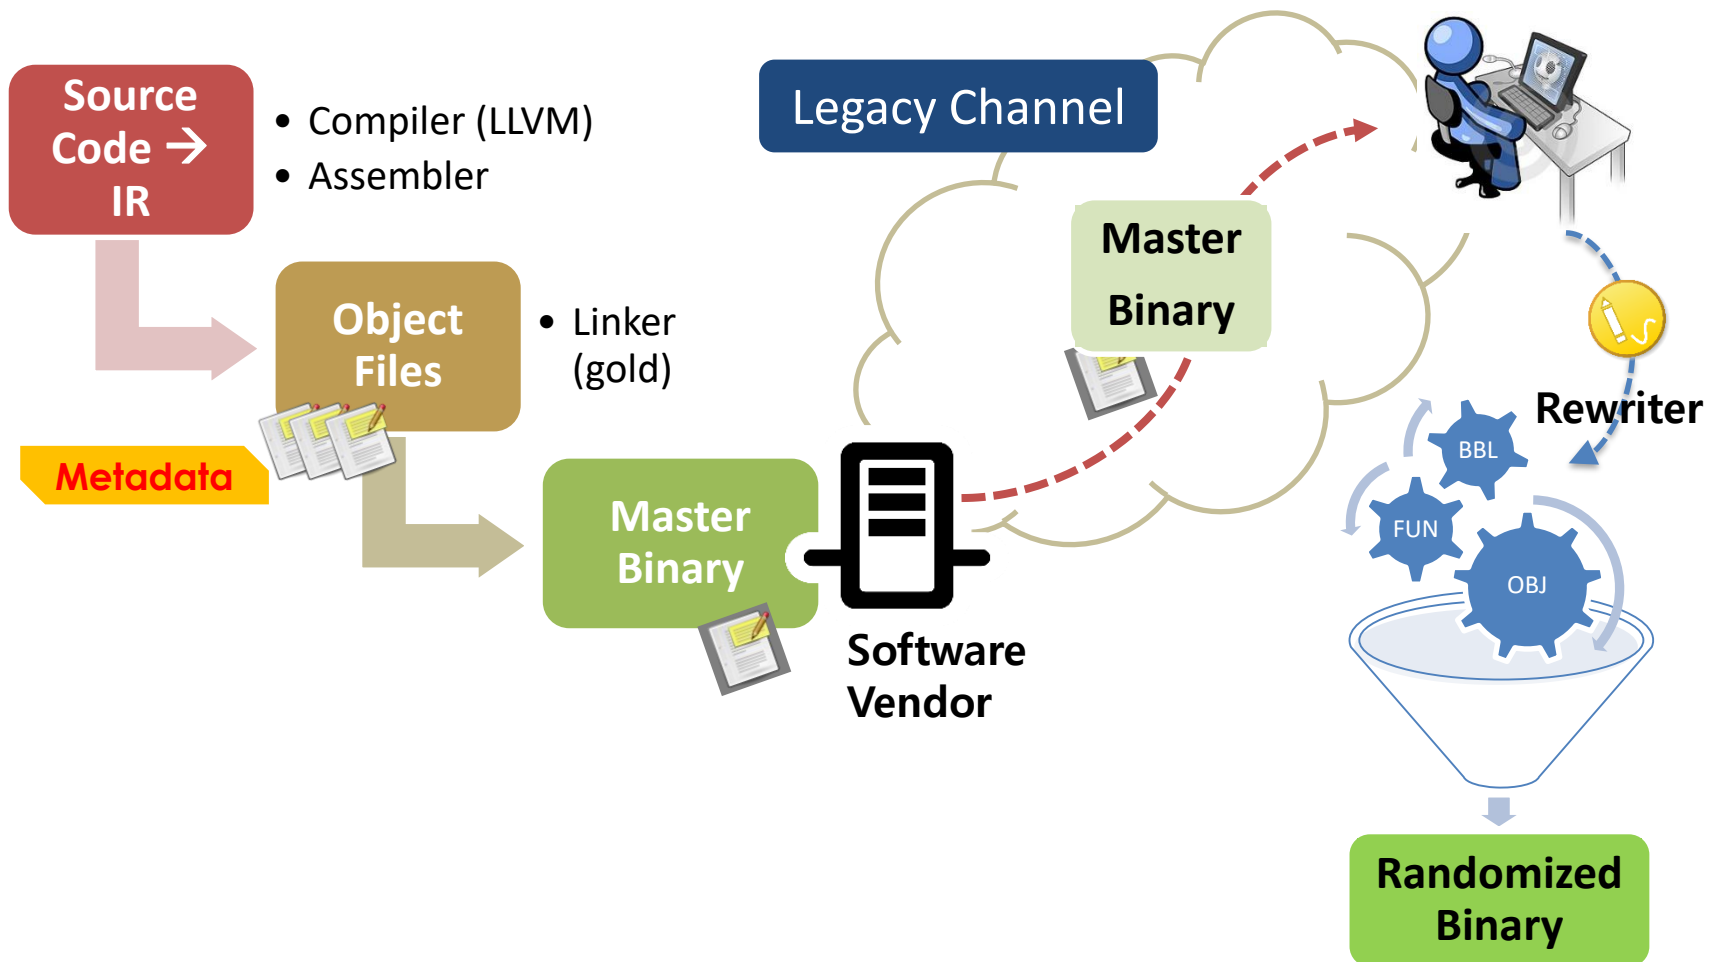 Source
Code →
IR
• Compiler (LLVM)
• Assembler
Object
Files
• Linker
(gold)
Metadata
Master
Binary
Software
Vendor
Legacy Channel
Master
Binary
Rewriter
BBL
FUN
OBJ
Randomized
Binary